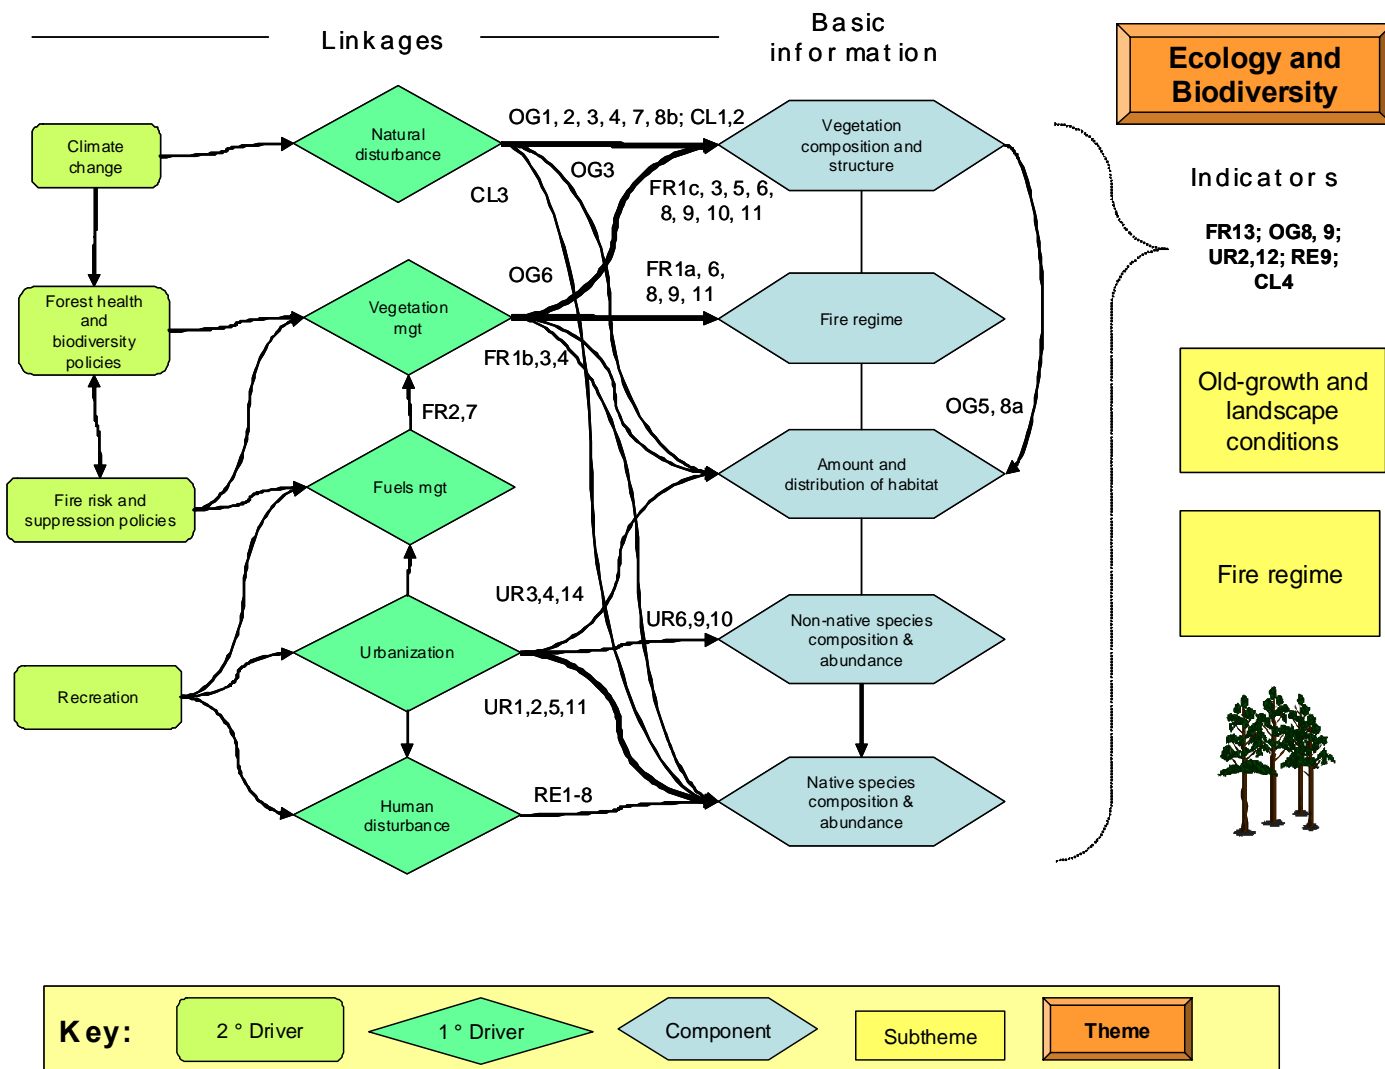 Linkages
Basic
information
Ecology and
Biodiversity
Climate
change
Natural
disturbance
OG1, 2, 3, 4, 7, 8b; CL1,2
OG3
CL3
FR1c, 3, 5, 6,
8, 9, 10, 11
Vegetation
composition and
structure
Indicators
FR13; OG8, 9;
UR2,12; RE9;
CL4
Forest health
and
biodiversity
policies
Vegetation
mgt
OG6
FR1a, 6,
8, 9, 11
FR1b,3,4
Fire regime
Old-growth and
landscape
conditions
OG5, 8a
FR2,7
Fire risk and
suppression policies
Fuels mgt
Amount and
distribution of habitat
Fire regime
UR3,4,14
UR6,9,10
Recreation
Urbanization
UR1,2,5,11
Non-native species
composition &
abundance
Human
disturbance
RE1-8
Native species
composition &
abundance
Key:
2 ° Driver
1 ° Driver
Component
Subtheme
Theme